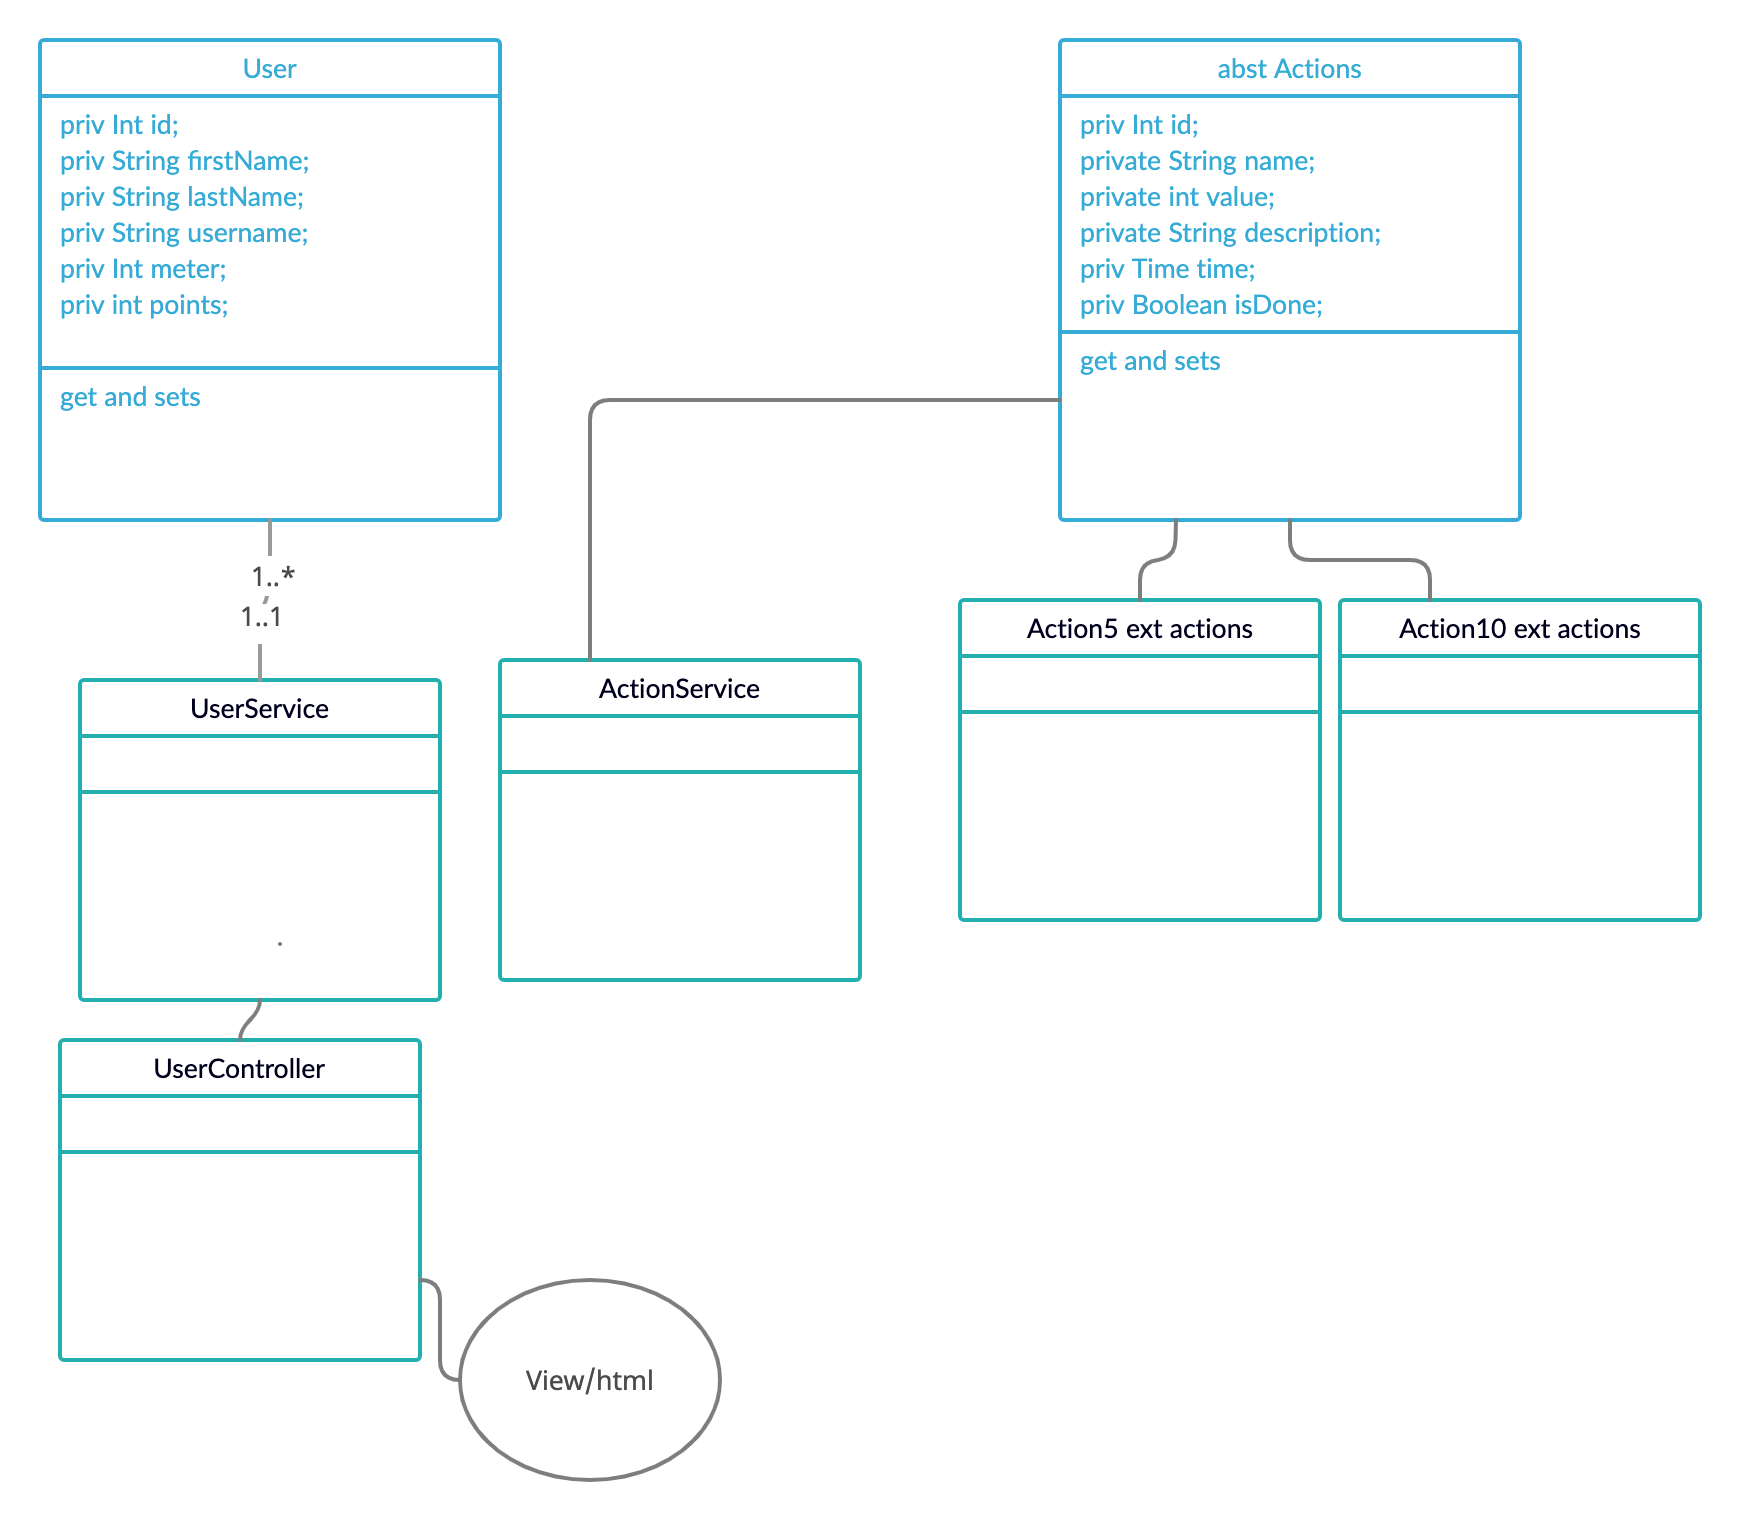 User
priv Int id;
priv String firstName;
priv String lastName;
priv String username;
priv Int meter;
priv int points;
get and sets
abst Actions
priv Int id;
private String name;
private int value;
private String description;
priv Time time;
priv Boolean isDone;
get and sets
1..*
1..1
UserService
.
ActionService
Action5 ext actions
Action10 ext actions
UserController
View/html